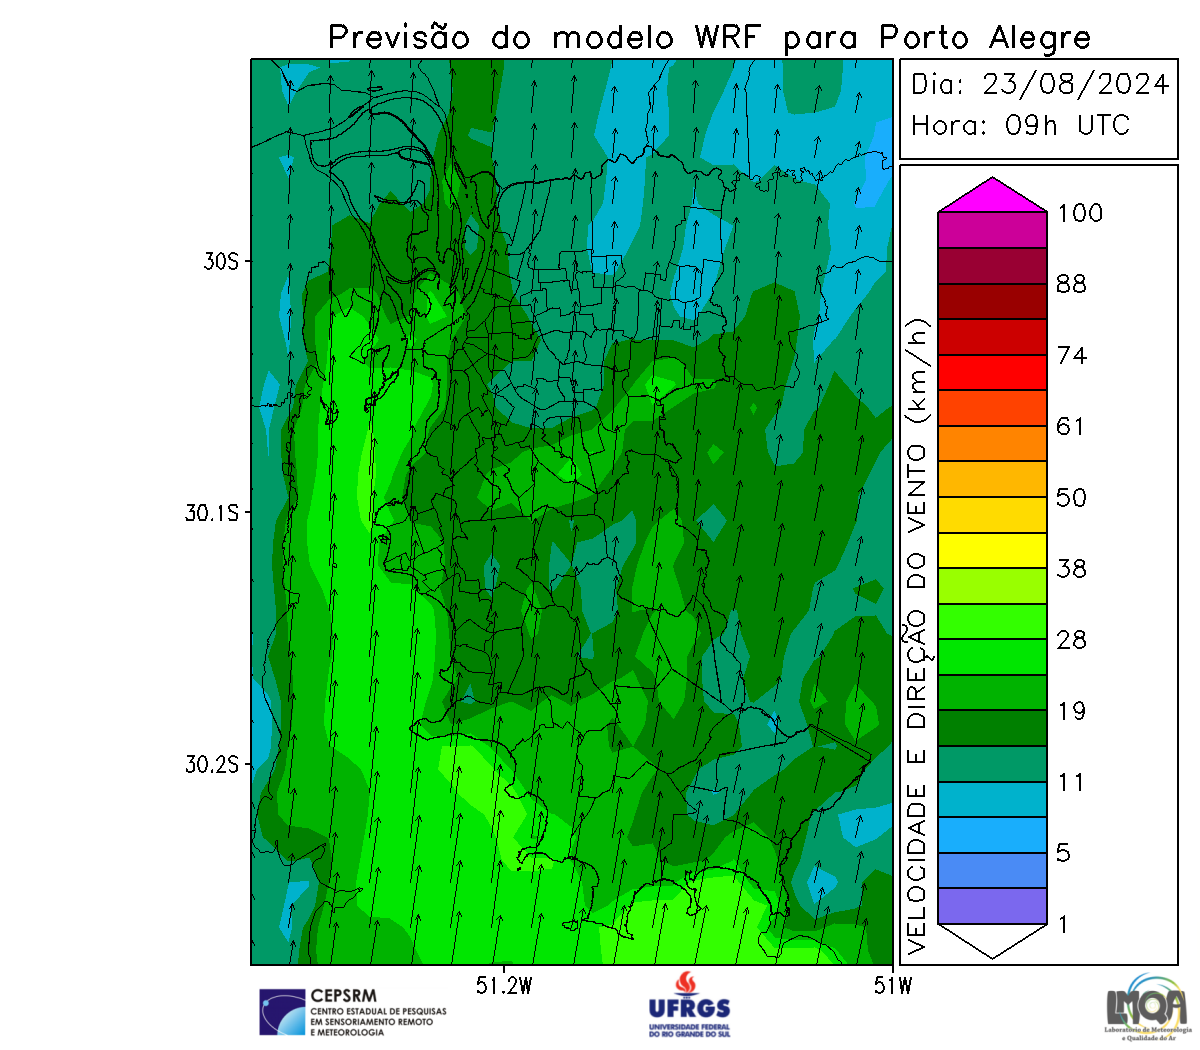 Previsão do modelo WRF para Porto Alegre
Dia: 23/08/2024
Hora: 09h UTC
30S
30.1S
30.2S
51.2W
51W
VELOCIDADE E DIREÇÃO DO VENTO (km/h)
100
88
74
61
50
38
28
19
11
5
1
CEPSRM
CENTRO ESTADUAL DE PESQUISAS
EM SENSORIAMENTO REMOTO
E METEOROLOGIA
UFRGS
UNIVERSIDADE FEDERAL
DO RIO GRANDE DO SUL
LMQA
Laboratório de Meteorologia
e Qualidade do Ar